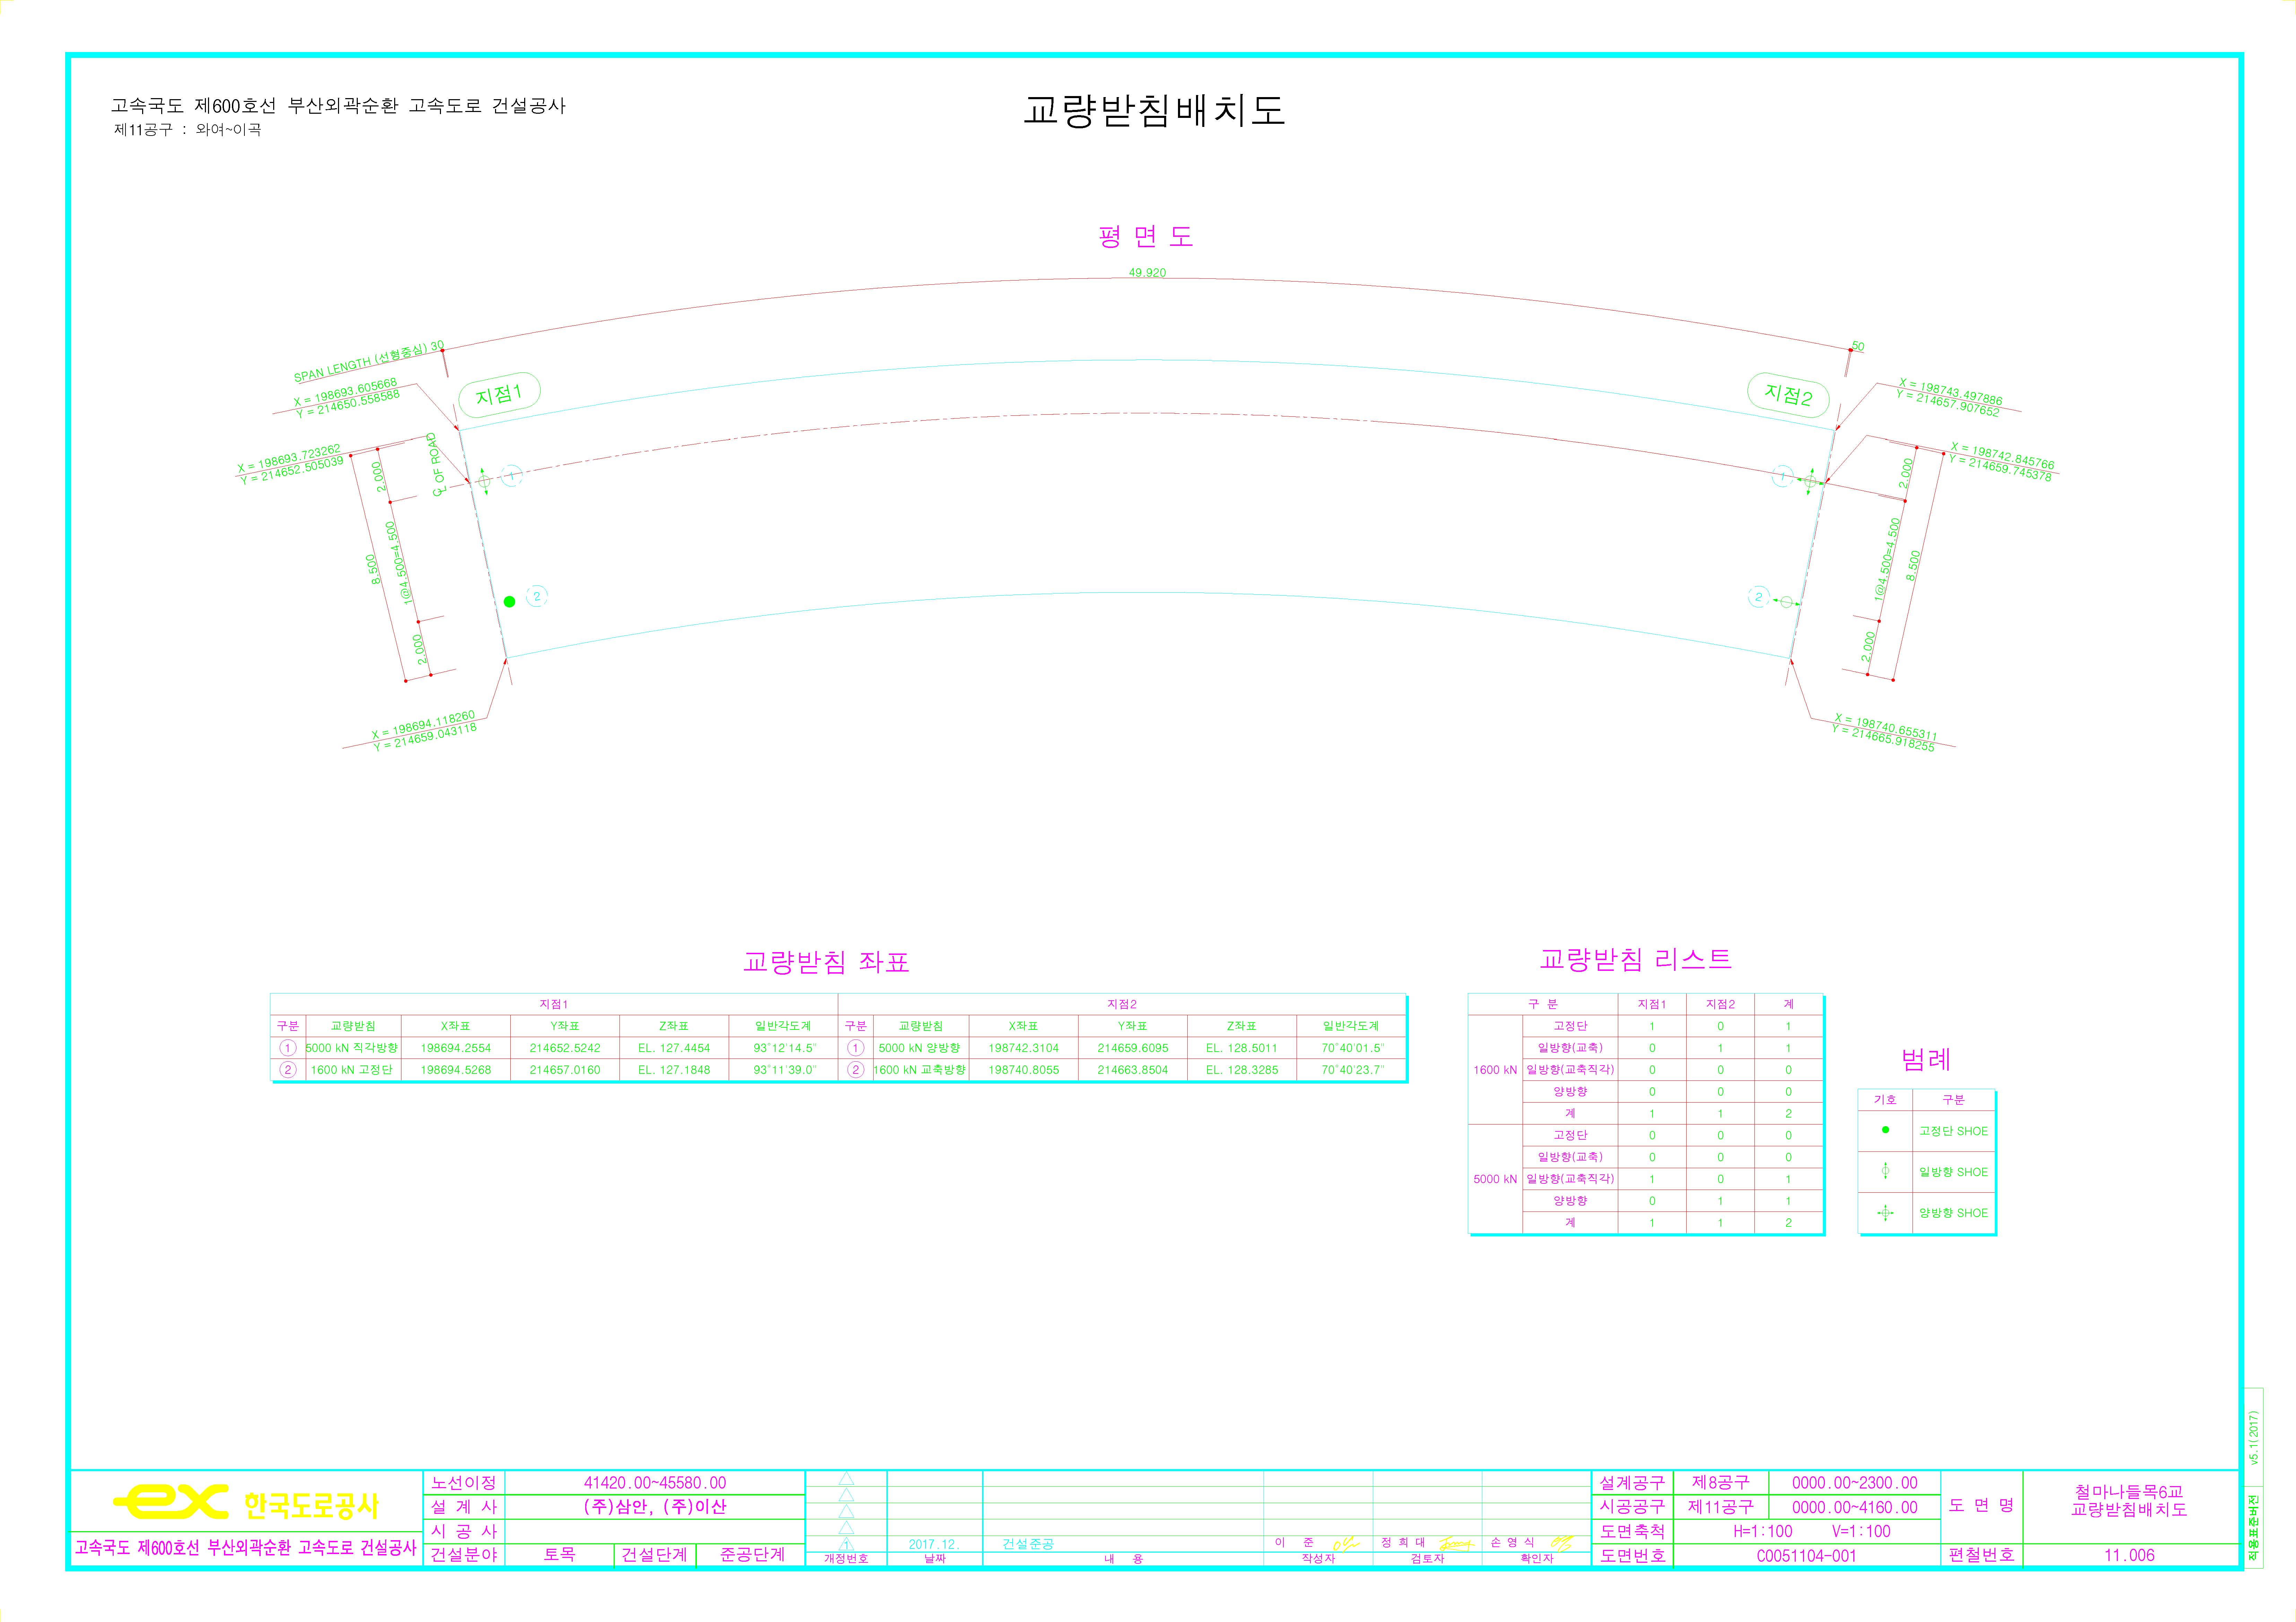 고속국도 제600호선 부산외곽순환 고속도로 건설공사
제11공구 : 와여~이곡
교량받침배치도
평 면 도
49.920
SPAN LENGTH (선형중심) 30
50
X = 198693.605668
Y = 214650.558588
지점1
지점2
X = 198743.497886
Y = 214657.907652
X = 198693.723262
Y = 214652.505039
X = 198742.845766
Y = 214659.745378
℄ OF ROAD
1
1
2.000
1@4.500=4.500
2.000
8.500
2.000
1@4.500=4.500
2.000
8.500
2
2
X = 198694.118260
Y = 214659.043118
X = 198740.655311
Y = 214665.918255
교량받침 좌표
지점1 지점2
구분 교량받침 X좌표 Y좌표 Z좌표 일반각도계 구분 교량받침 X좌표 Y좌표 Z좌표 일반각도계
1 5000 kN 직각방향 198694.2554 214652.5242 EL. 127.4454 93°12'14.5" 1 5000 kN 양방향 198742.3104 214659.6095 EL. 128.5011 70°40'01.5"
2 1600 kN 고정단 198694.5268 214657.0160 EL. 127.1848 93°11'39.0" 2 1600 kN 교축방향 198740.8055 214663.8504 EL. 128.3285 70°40'23.7"
교량받침 리스트
구 분 지점1 지점2 계
1600 kN
고정단 1 0 1
일방향(교축) 0 1 1
일방향(교축직각) 0 0 0
양방향 0 0 0
계 1 1 2
5000 kN
고정단 0 0 0
일방향(교축) 0 0 0
일방향(교축직각) 1 0 1
양방향 0 1 1
계 1 1 2
범례
기호 구분
고정단 SHOE
일방향 SHOE
양방향 SHOE
v5.1(2017)
적용표준버전
ex 한국도로공사
고속국도 제600호선 부산외곽순환 고속도로 건설공사
노선이정 41420.00~45580.00
설 계 사 (주)삼안, (주)이산
시 공 사
건설분야 토목 건설단계 준공단계
1 2017.12. 건설준공 이 준 정 희 대 손 영 식
개정번호 날짜 내 용 작성자 검토자 확인자
설계공구 제8공구 0000.00~2300.00
시공공구 제11공구 0000.00~4160.00
도면축척 H=1:100 V=1:100
도면번호 C0051104-001
도 면 명 철마나들목6교
교량받침배치도
편철번호 11.006